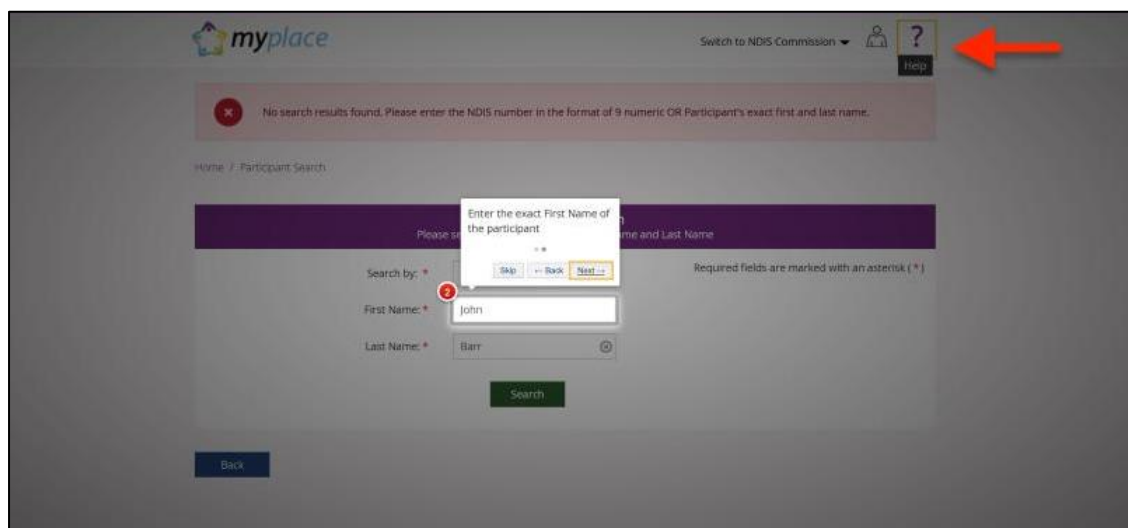 myplace
Switch to NDIS Commission
?
Help
No search results found. Please enter the NDIS number in the format of 9 numeric OR Participant's exact first and last name.
Home / Participant Search
Enter the exact First Name of
the participant
Please se
me and Last Name
Skip
← Back
Next →
Search by: *
Required fields are marked with an asterisk (*)
2
First Name: *
John
Last Name: *
Barr
Search
Back